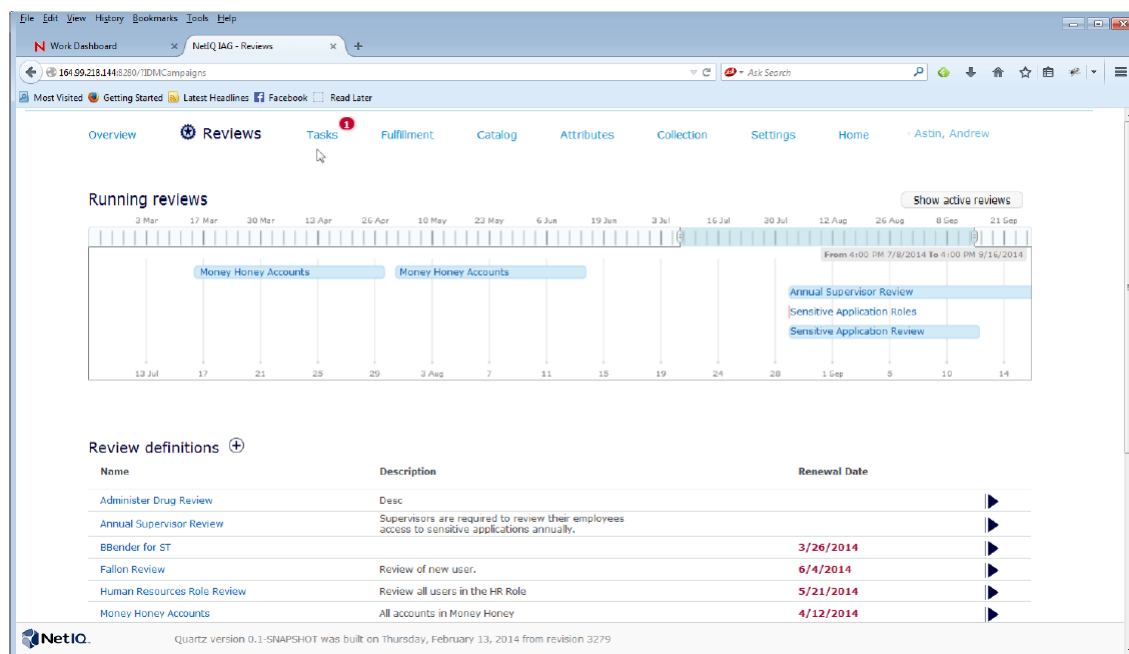 File Edit View History Bookmarks Tools Help
Work Dashboard × NetIQ IAG - Reviews × +
164.99.218.144:8280/IIDMCampaigns Ask Search
Most Visited Getting Started Latest Headlines Facebook Read Later
Overview Reviews Tasks 1 Fulfillment Catalog Attributes Collection Settings Home Astin, Andrew
Running reviews Show active reviews
3 Mar 17 Mar 30 Mar 13 Apr 26 Apr 10 May 23 May 6 Jun 19 Jun 3 Jul 16 Jul 30 Jul 12 Aug 26 Aug 8 Sep 21 Sep
From 4:00 PM 7/8/2014 To 4:00 PM 9/16/2014
Money Honey Accounts Money Honey Accounts
Annual Supervisor Review
Sensitive Application Roles
Sensitive Application Review
13 Jul 17 21 25 29 3 Aug 7 11 15 19 24 28 1 Sep 5 10 14
Review definitions
Name Description Renewal Date
Administer Drug Review Desc
Annual Supervisor Review Supervisors are required to review their employees
access to sensitive applications annually.
BBender for ST 3/26/2014
Fallon Review Review of new user. 6/4/2014
Human Resources Role Review Review all users in the HR Role 5/21/2014
Money Honey Accounts All accounts in Money Honey 4/12/2014
NetIQ. Quartz version 0.1-SNAPSHOT was built on Thursday, February 13, 2014 from revision 3279